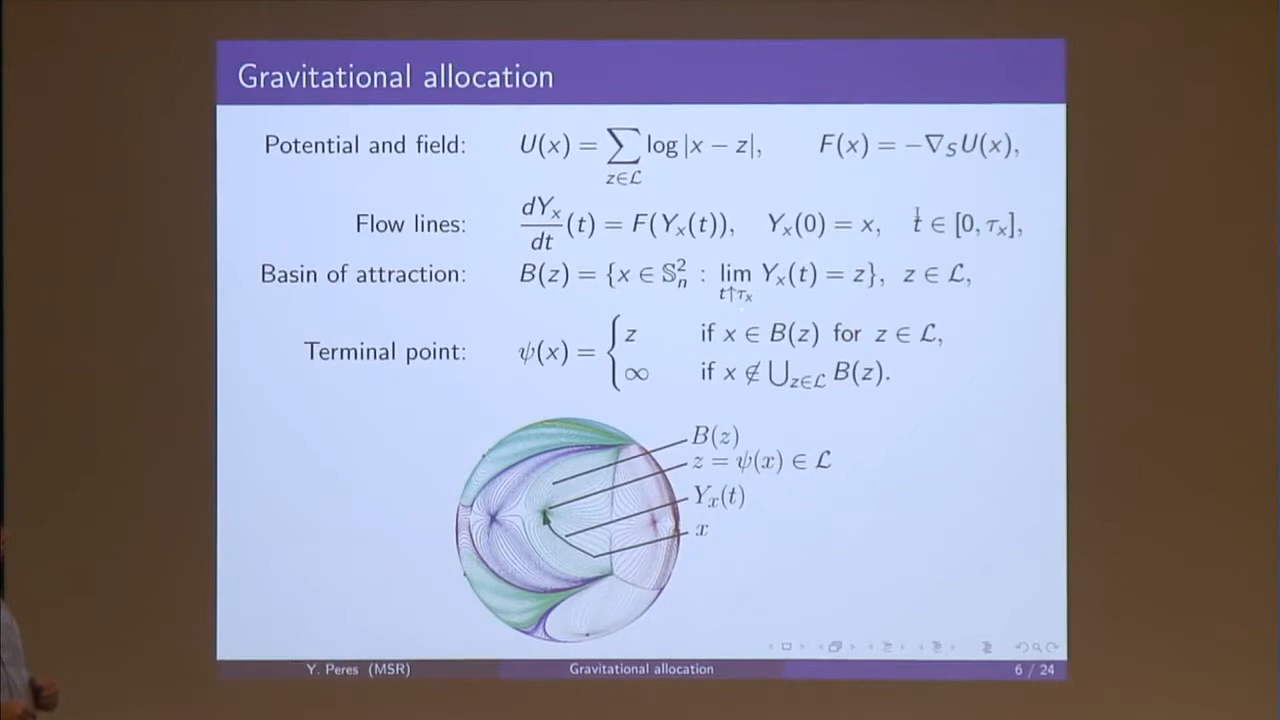 Gravitational allocation
Potential and field: U(x) = ∑_{z∈ℒ} log |x − z|, F(x) = −∇_S U(x),
Flow lines: dY_x/dt (t) = F(Y_x(t)), Y_x(0) = x, t ∈ [0, τ_x],
Basin of attraction: B(z) = {x ∈ 𝕊²_n : lim_{t↑τ_x} Y_x(t) = z}, z ∈ ℒ,
Terminal point: ψ(x) = { z if x ∈ B(z) for z ∈ ℒ,
∞ if x ∉ ⋃_{z∈ℒ} B(z).
B(z)
z = ψ(x) ∈ ℒ
Y_x(t)
x
Y. Peres (MSR) Gravitational allocation 6 / 24